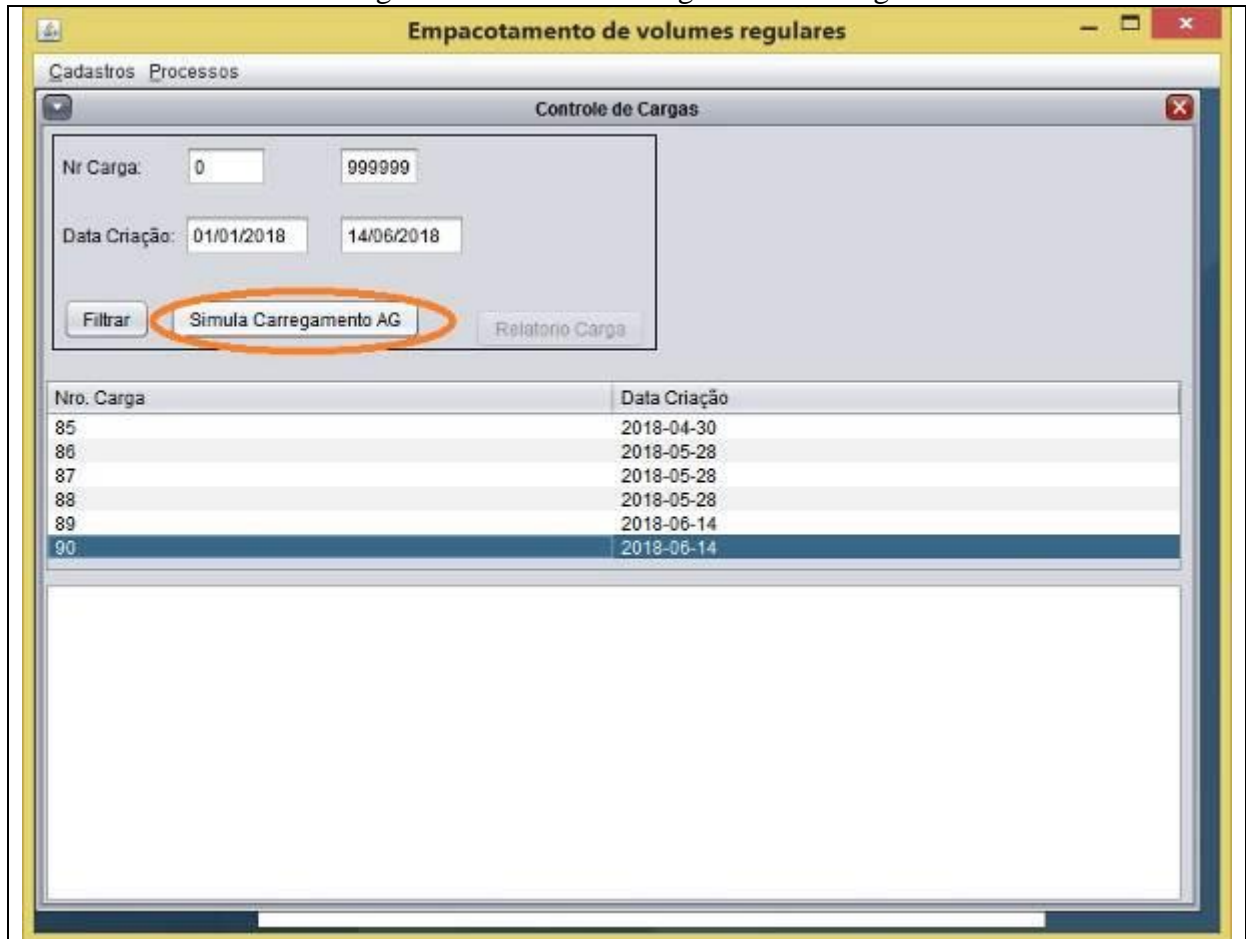 Empacotamento de volumes regulares
Cadastros Processos
Controle de Cargas
Nr Carga: 0 999999
Data Criação: 01/01/2018 14/06/2018
Filtrar Simula Carregamento AG Relatorio Carga
Nro. Carga Data Criação
85 2018-04-30
86 2018-05-28
87 2018-05-28
88 2018-05-28
89 2018-06-14
90 2018-06-14